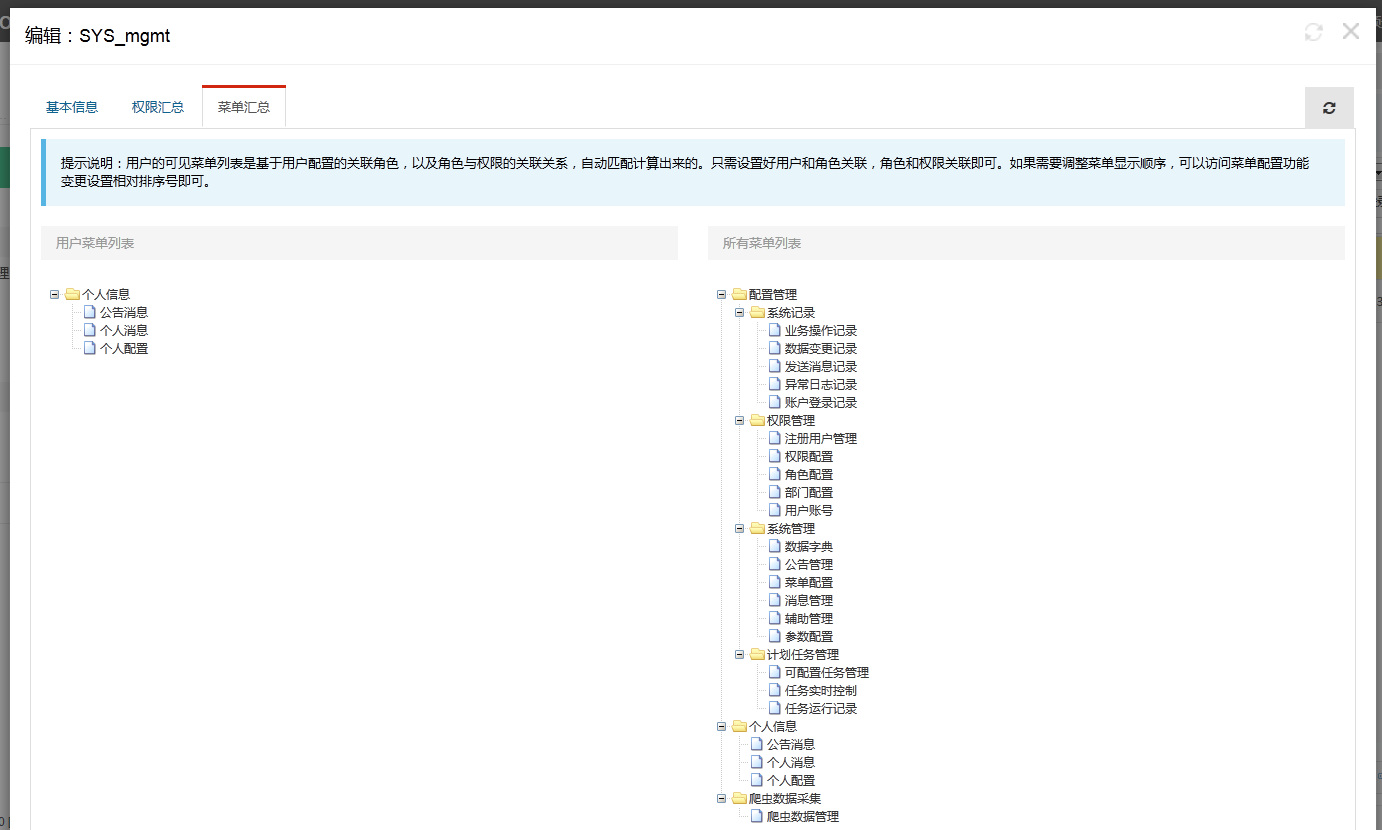 编辑：SYS_mgmt
基本信息
权限汇总
菜单汇总
提示说明：用户的可见菜单列表是基于用户配置的关联角色，以及角色与权限的关联关系，自动匹配计算出来的。只需设置好用户和角色关联，角色和权限关联即可。如果需要调整菜单显示顺序，可以访问菜单配置功能
变更设置相对排序号即可。
用户菜单列表
个人信息
公告消息
个人消息
个人配置
所有菜单列表
配置管理
系统记录
业务操作记录
数据变更记录
发送消息记录
异常日志记录
账户登录记录
权限管理
注册用户管理
权限配置
角色配置
部门配置
用户账号
系统管理
数据字典
公告管理
菜单配置
消息管理
辅助管理
参数配置
计划任务管理
可配置任务管理
任务实时控制
任务运行记录
个人信息
公告消息
个人消息
个人配置
爬虫数据采集
爬虫数据管理
理